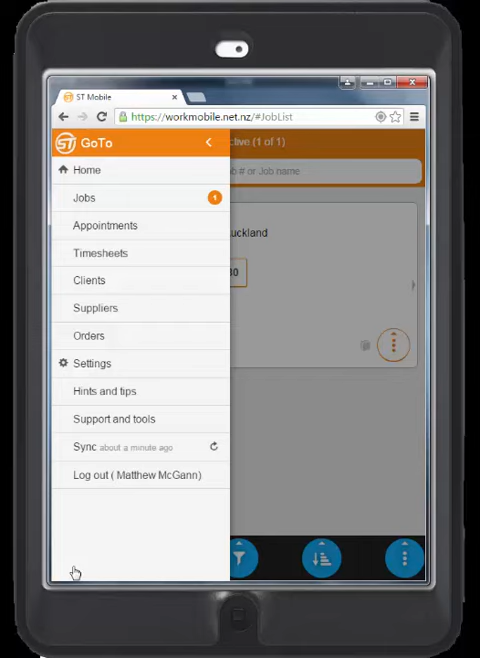 ST Mobile
https://workmobile.net.nz/#JobList
ST GoTo
ctive (1 of 1)
Home
b # or Job name
Jobs 1
Appointments
uckland
Timesheets
Clients
Suppliers
Orders
Settings
Hints and tips
Support and tools
Sync about a minute ago
Log out ( Matthew McGann)